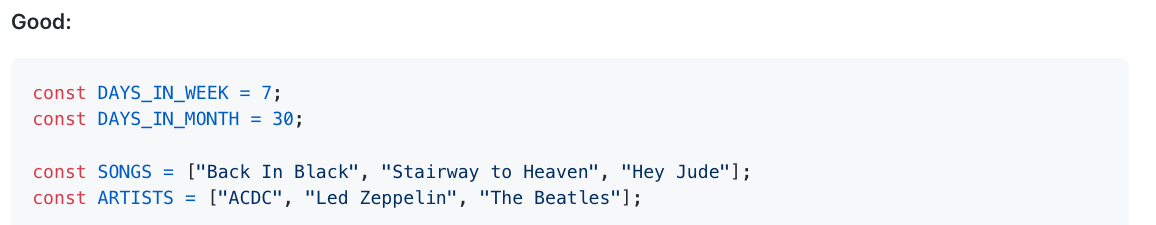 Good:
const DAYS_IN_WEEK = 7;
const DAYS_IN_MONTH = 30;
const SONGS = ["Back In Black", "Stairway to Heaven", "Hey Jude"];
const ARTISTS = ["ACDC", "Led Zeppelin", "The Beatles"];